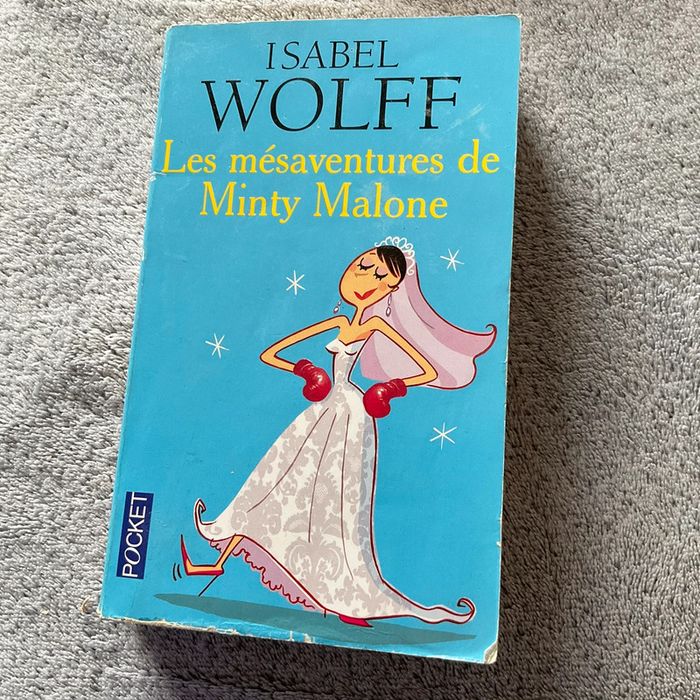 ISABEL
WOLFF
Les mésaventures de
Minty Malone
POCKET